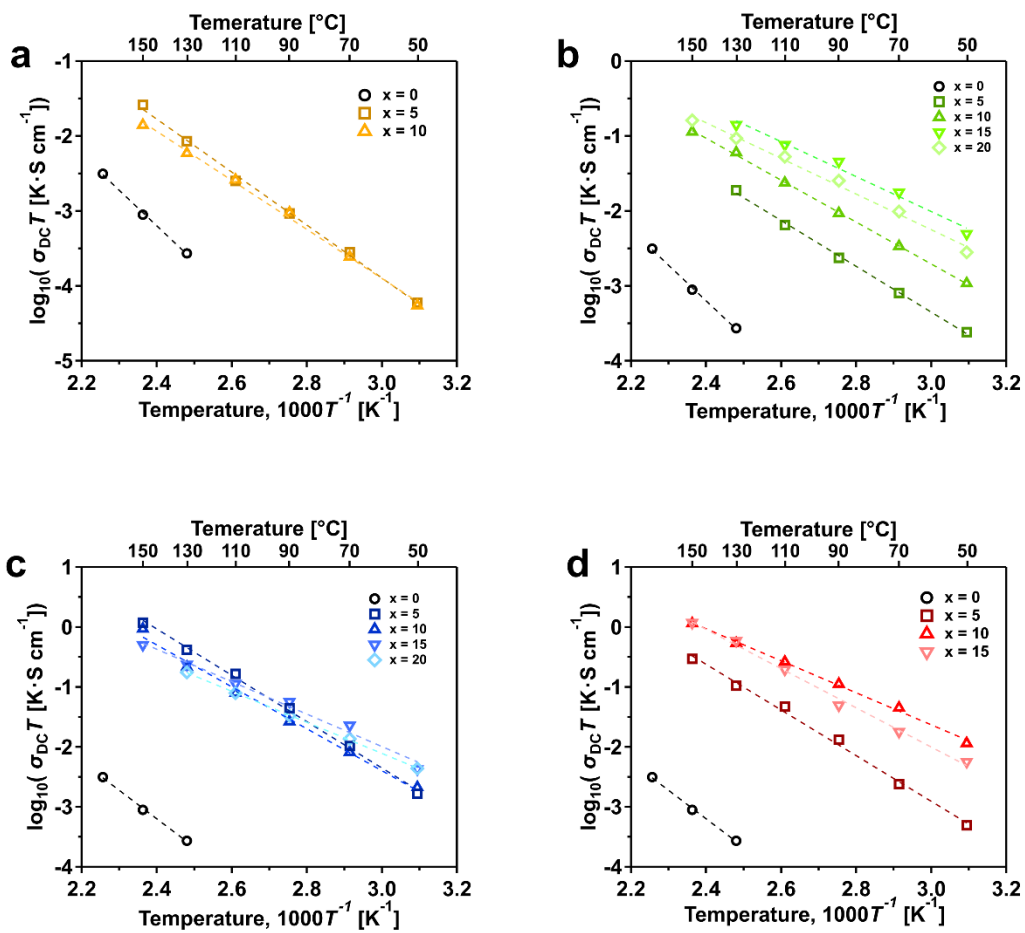 Temerature [°C]
150 130 110 90 70 50
a
-1
-2
-3
-4
-5
log10( σDC T [K·S cm-1])
x = 0
x = 5
x = 10
2.2 2.4 2.6 2.8 3.0 3.2
Temperature, 1000T-1 [K-1]
Temerature [°C]
150 130 110 90 70 50
b
0
-1
-2
-3
-4
log10( σDC T [K·S cm-1])
x = 0
x = 5
x = 10
x = 15
x = 20
2.2 2.4 2.6 2.8 3.0 3.2
Temperature, 1000T-1 [K-1]
Temerature [°C]
150 130 110 90 70 50
c
1
0
-1
-2
-3
-4
log10( σDC T [K·S cm-1])
x = 0
x = 5
x = 10
x = 15
x = 20
2.2 2.4 2.6 2.8 3.0 3.2
Temperature, 1000T-1 [K-1]
Temerature [°C]
150 130 110 90 70 50
d
1
0
-1
-2
-3
-4
log10( σDC T [K·S cm-1])
x = 0
x = 5
x = 10
x = 15
2.2 2.4 2.6 2.8 3.0 3.2
Temperature, 1000T-1 [K-1]